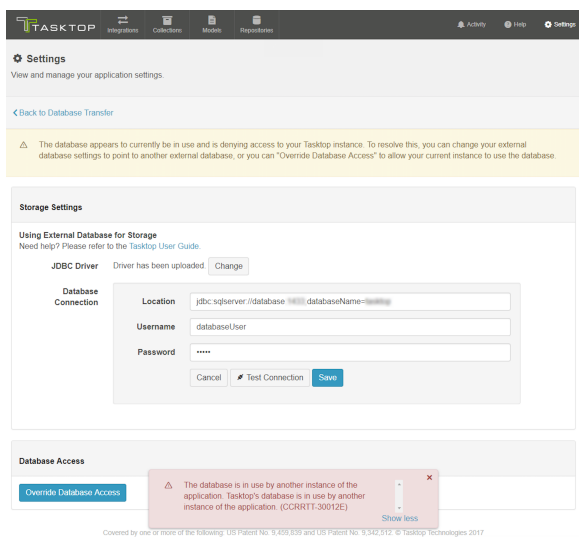 TASKTOP
Integrations Collections Models Repositories
Activity Help Settings
Settings
View and manage your application settings.
Back to Database Transfer
The database appears to currently be in use and is denying access to your Tasktop instance. To resolve this, you can change your external
database settings to point to another external database, or you can "Override Database Access" to allow your current instance to use the database.
Storage Settings
Using External Database for Storage
Need help? Please refer to the Tasktop User Guide.
JDBC Driver Driver has been uploaded. Change
Database
Connection
Location jdbc:sqlserver://database databaseName=
Username databaseUser
Password •••••
Cancel Test Connection Save
Database Access
Override Database Access
The database is in use by another instance of the
application. Tasktop's database is in use by another
instance of the application. (CCRRTT-30012E)
Show less
Covered by one or more of the following: US Patent No. 9,459,839 and US Patent No. 9,342,512. © Tasktop Technologies 2017